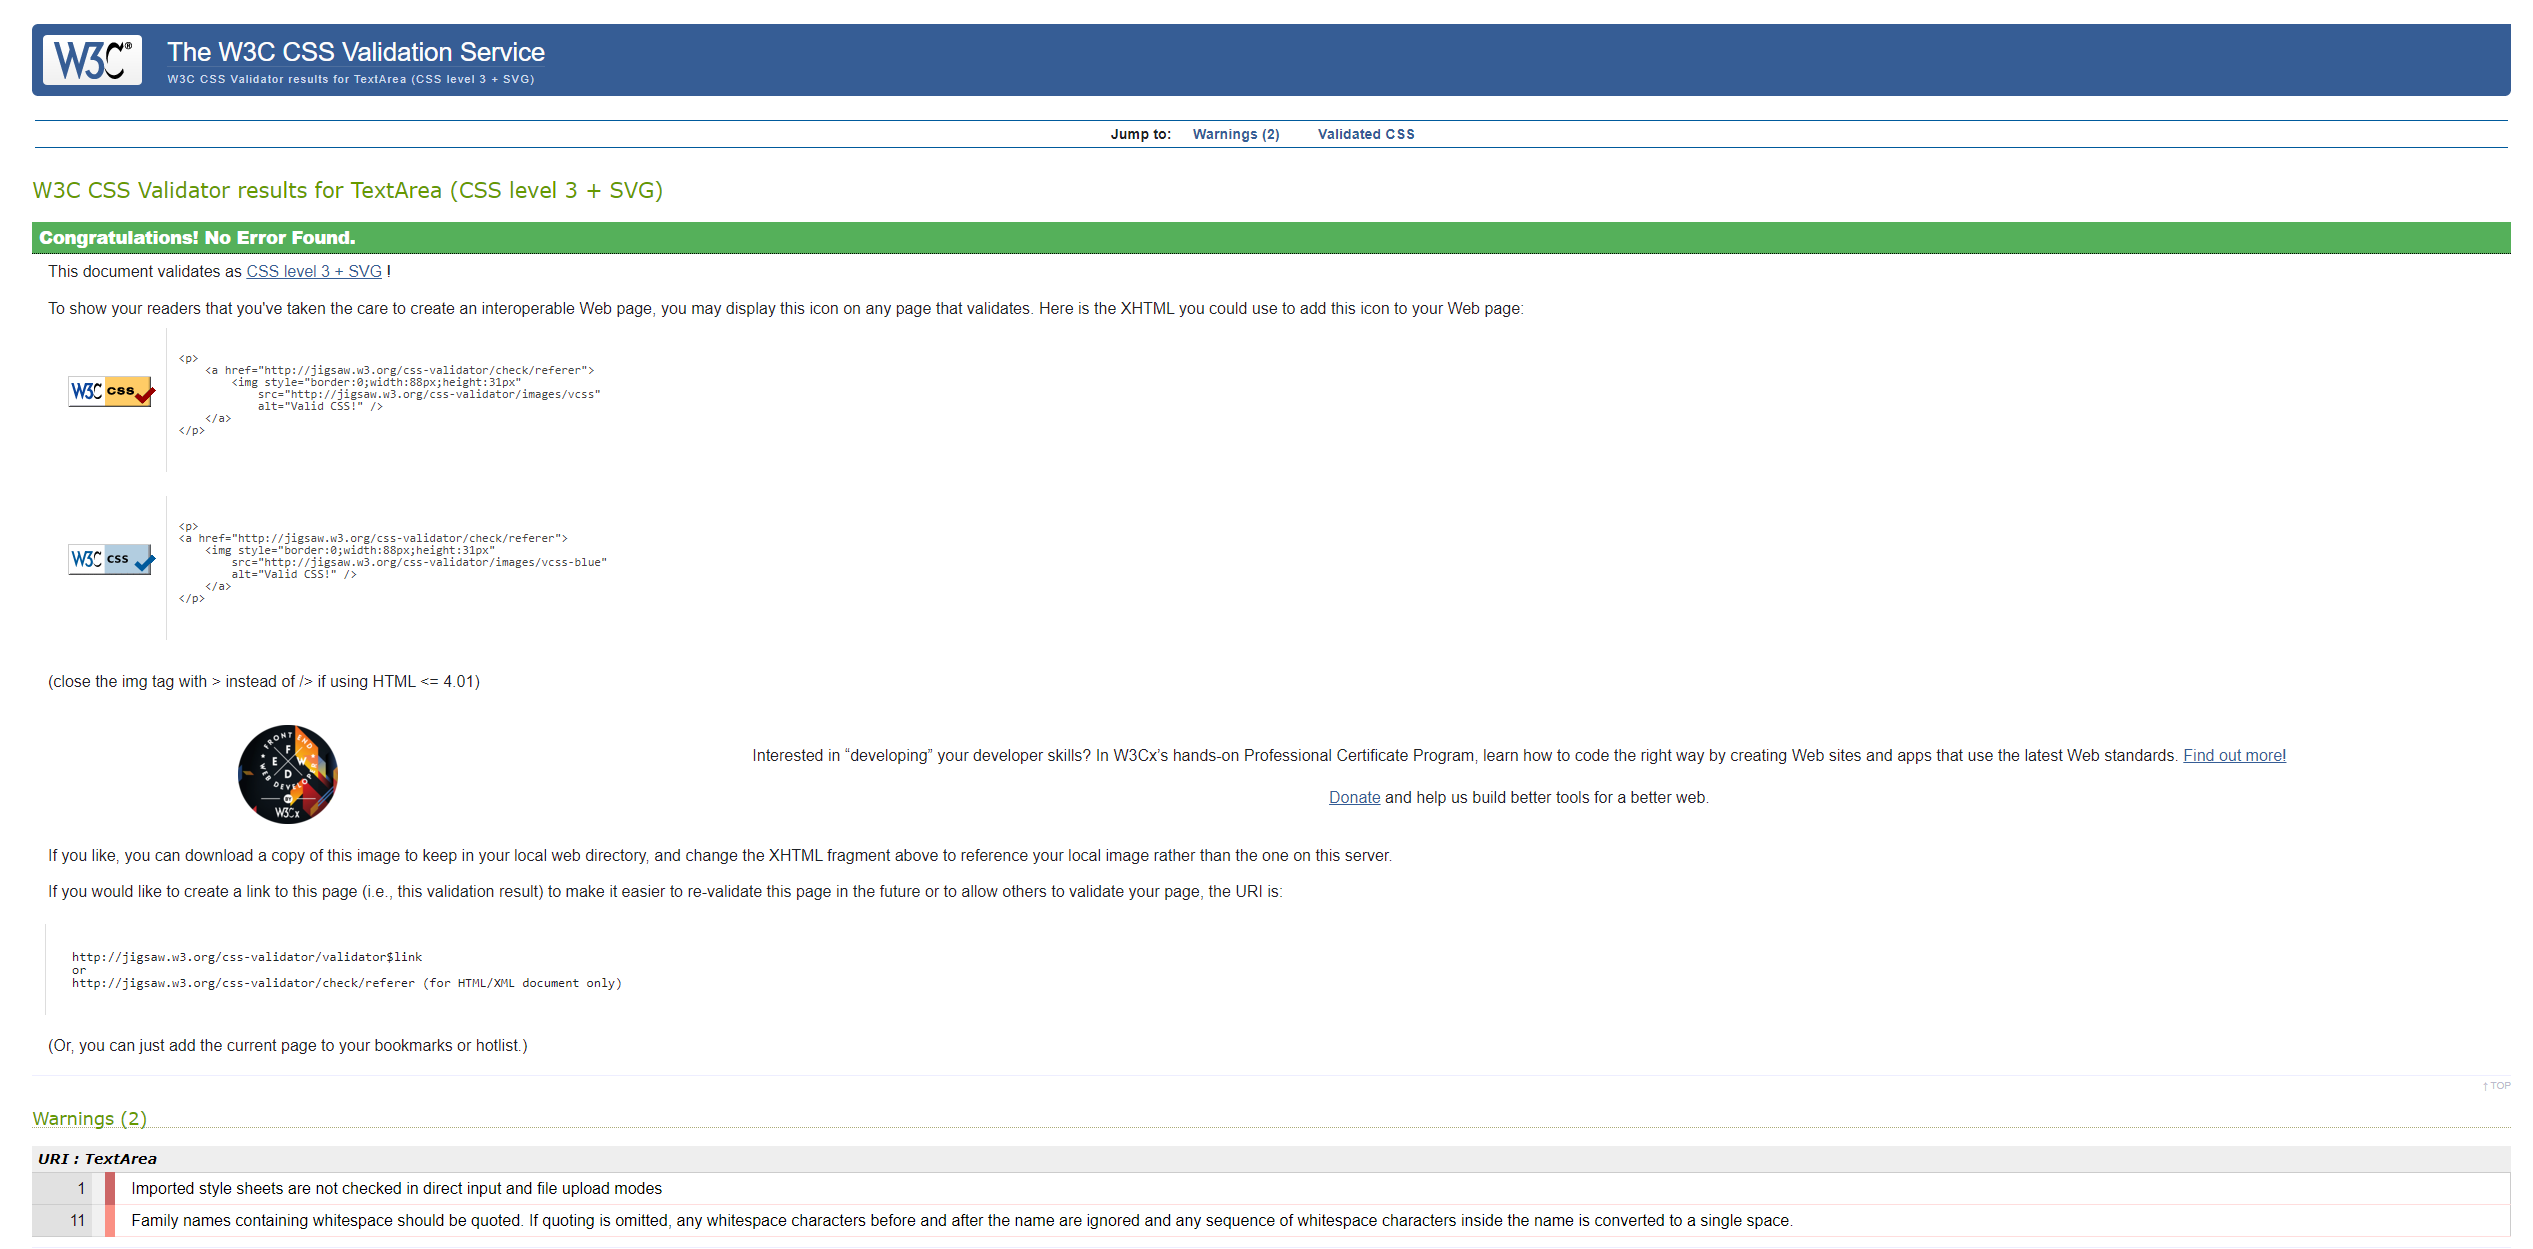 W3C®
The W3C CSS Validation Service
W3C CSS Validator results for TextArea (CSS level 3 + SVG)
Jump to: Warnings (2) Validated CSS
W3C CSS Validator results for TextArea (CSS level 3 + SVG)
Congratulations! No Error Found.
This document validates as CSS level 3 + SVG !
To show your readers that you've taken the care to create an interoperable Web page, you may display this icon on any page that validates. Here is the XHTML you could use to add this icon to your Web page:
W3C css
<p>
<a href="http://jigsaw.w3.org/css-validator/check/referer">
<img style="border:0;width:88px;height:31px"
src="http://jigsaw.w3.org/css-validator/images/vcss"
alt="Valid CSS!" />
</a>
</p>
W3C css
<p>
<a href="http://jigsaw.w3.org/css-validator/check/referer">
<img style="border:0;width:88px;height:31px"
src="http://jigsaw.w3.org/css-validator/images/vcss-blue"
alt="Valid CSS!" />
</a>
</p>
(close the img tag with > instead of /> if using HTML <= 4.01)
FRONT END
F
E W
D
WEB DEVELOPER
BY
W3Cx
Interested in “developing” your developer skills? In W3Cx’s hands-on Professional Certificate Program, learn how to code the right way by creating Web sites and apps that use the latest Web standards. Find out more!
Donate and help us build better tools for a better web.
If you like, you can download a copy of this image to keep in your local web directory, and change the XHTML fragment above to reference your local image rather than the one on this server.
If you would like to create a link to this page (i.e., this validation result) to make it easier to re-validate this page in the future or to allow others to validate your page, the URI is:
http://jigsaw.w3.org/css-validator/validator$link
or
http://jigsaw.w3.org/css-validator/check/referer (for HTML/XML document only)
(Or, you can just add the current page to your bookmarks or hotlist.)
↑ TOP
Warnings (2)
URI : TextArea
1 Imported style sheets are not checked in direct input and file upload modes
11 Family names containing whitespace should be quoted. If quoting is omitted, any whitespace characters before and after the name are ignored and any sequence of whitespace characters inside the name is converted to a single space.